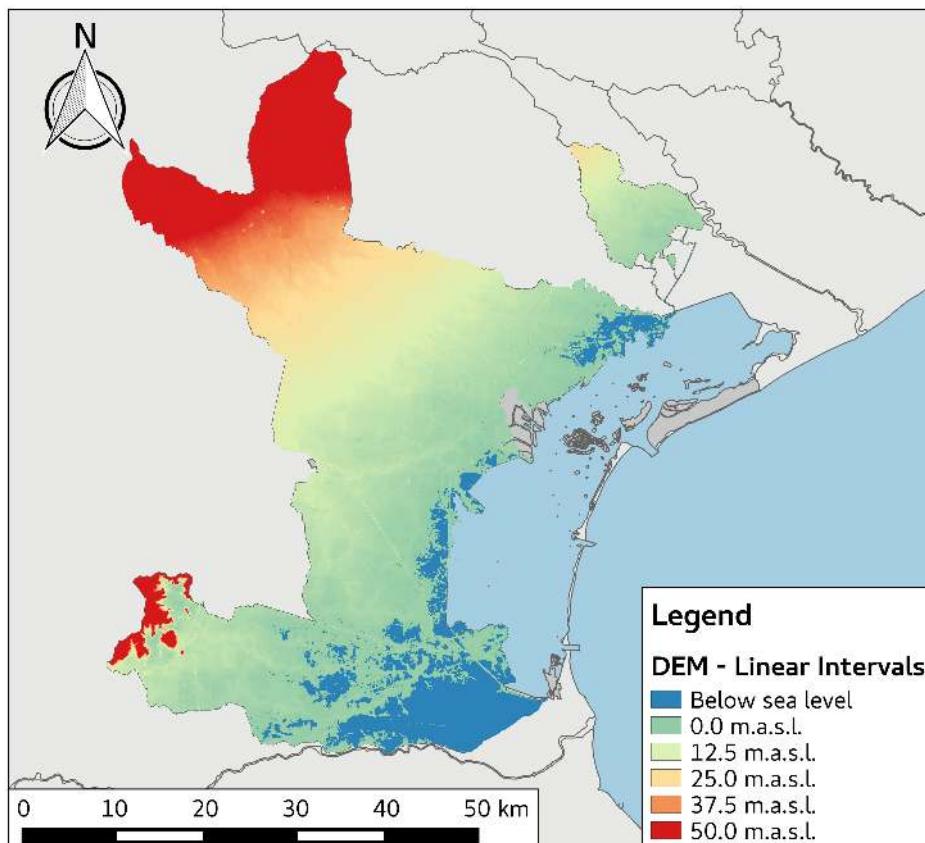 N
Legend
DEM - Linear Intervals
Below sea level
0.0 m.a.s.l.
12.5 m.a.s.l.
25.0 m.a.s.l.
37.5 m.a.s.l.
50.0 m.a.s.l.
0 10 20 30 40 50 km